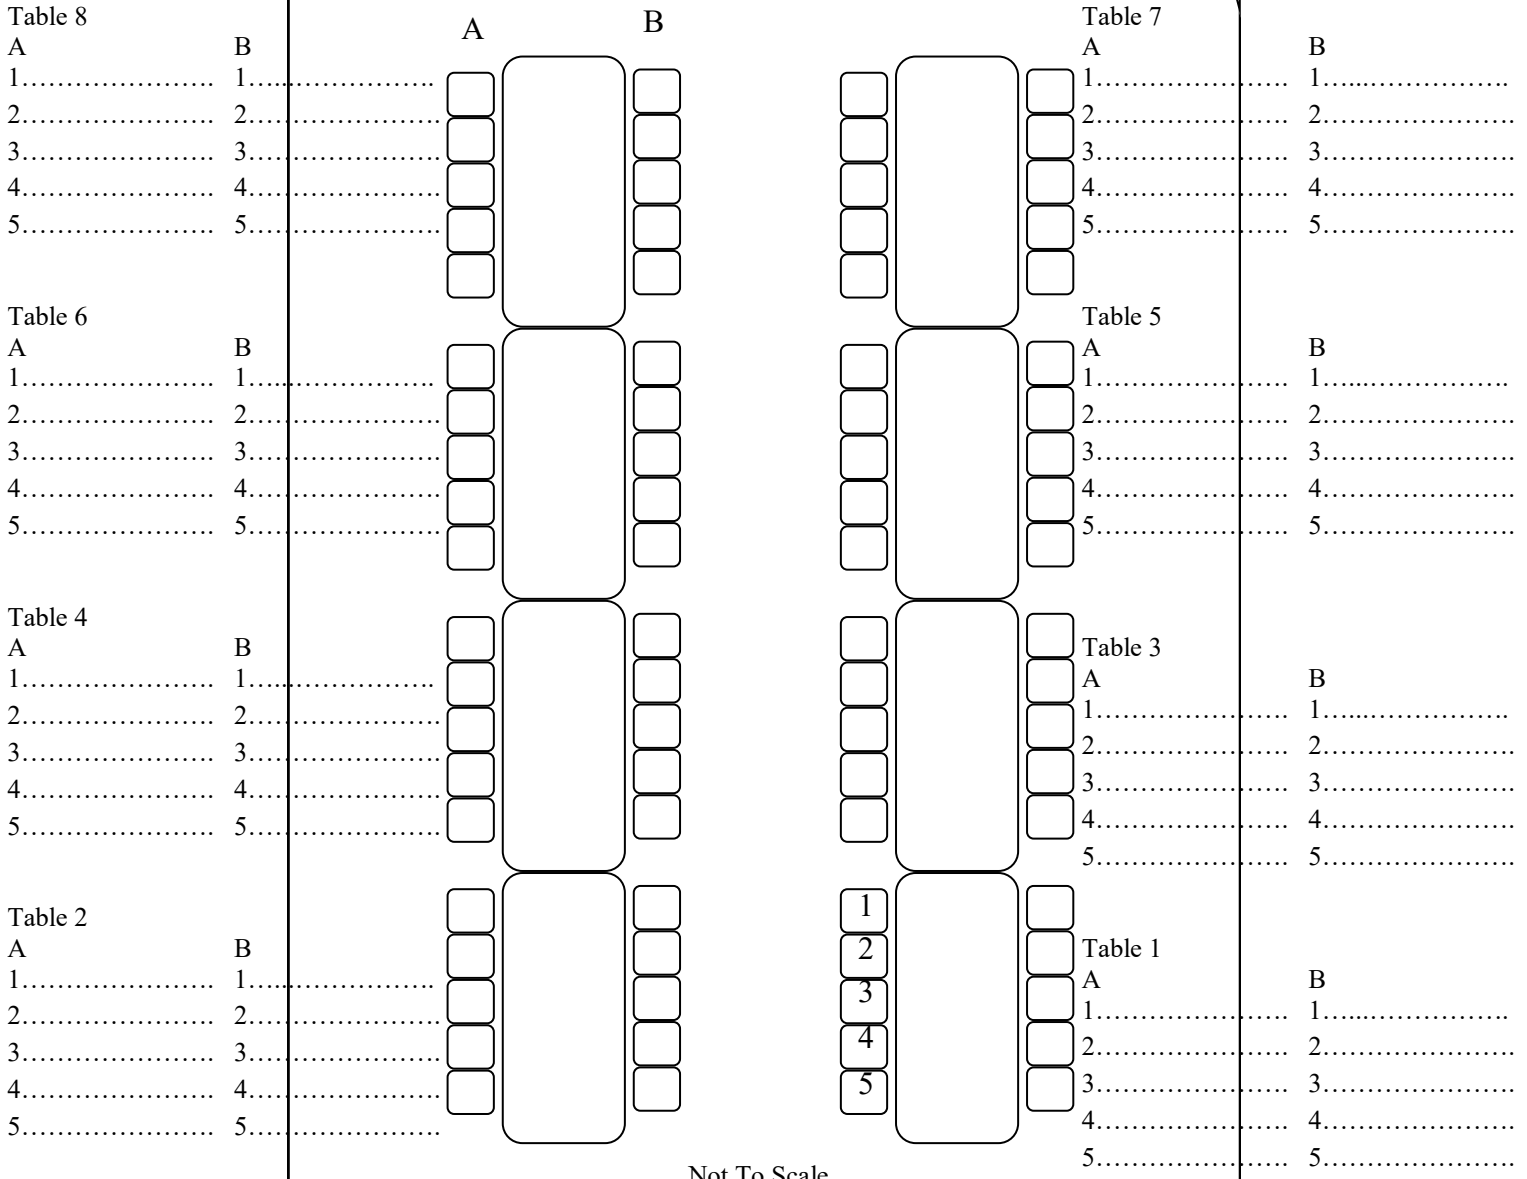 Table 8
A B
1…………………… 1…..………………..
2…………………… 2……………………
3…………………… 3……………………
4…………………… 4……………………
5…………………… 5……………………
Table 6
A B
1…………………… 1…..………………..
2…………………… 2……………………
3…………………… 3……………………
4…………………… 4……………………
5…………………… 5……………………
Table 4
A B
1…………………… 1…..………………..
2…………………… 2……………………
3…………………… 3……………………
4…………………… 4……………………
5…………………… 5……………………
Table 2
A B
1…………………… 1…..………………..
2…………………… 2……………………
3…………………… 3……………………
4…………………… 4……………………
5…………………… 5……………………
A B
1
2
3
4
5
Not To Scale
Table 7
A B
1…………………… 1…...……………..
2…………………… 2……………………
3…………………… 3……………………
4…………………… 4……………………
5…………………… 5……………………
Table 5
A B
1…………………… 1…...……………..
2…………………… 2……………………
3…………………… 3……………………
4…………………… 4……………………
5…………………… 5……………………
Table 3
A B
1…………………… 1…...……………..
2…………………… 2……………………
3…………………… 3……………………
4…………………… 4……………………
5…………………… 5……………………
Table 1
A B
1…………………… 1…...……………..
2…………………… 2……………………
3…………………… 3……………………
4…………………… 4……………………
5…………………… 5……………………